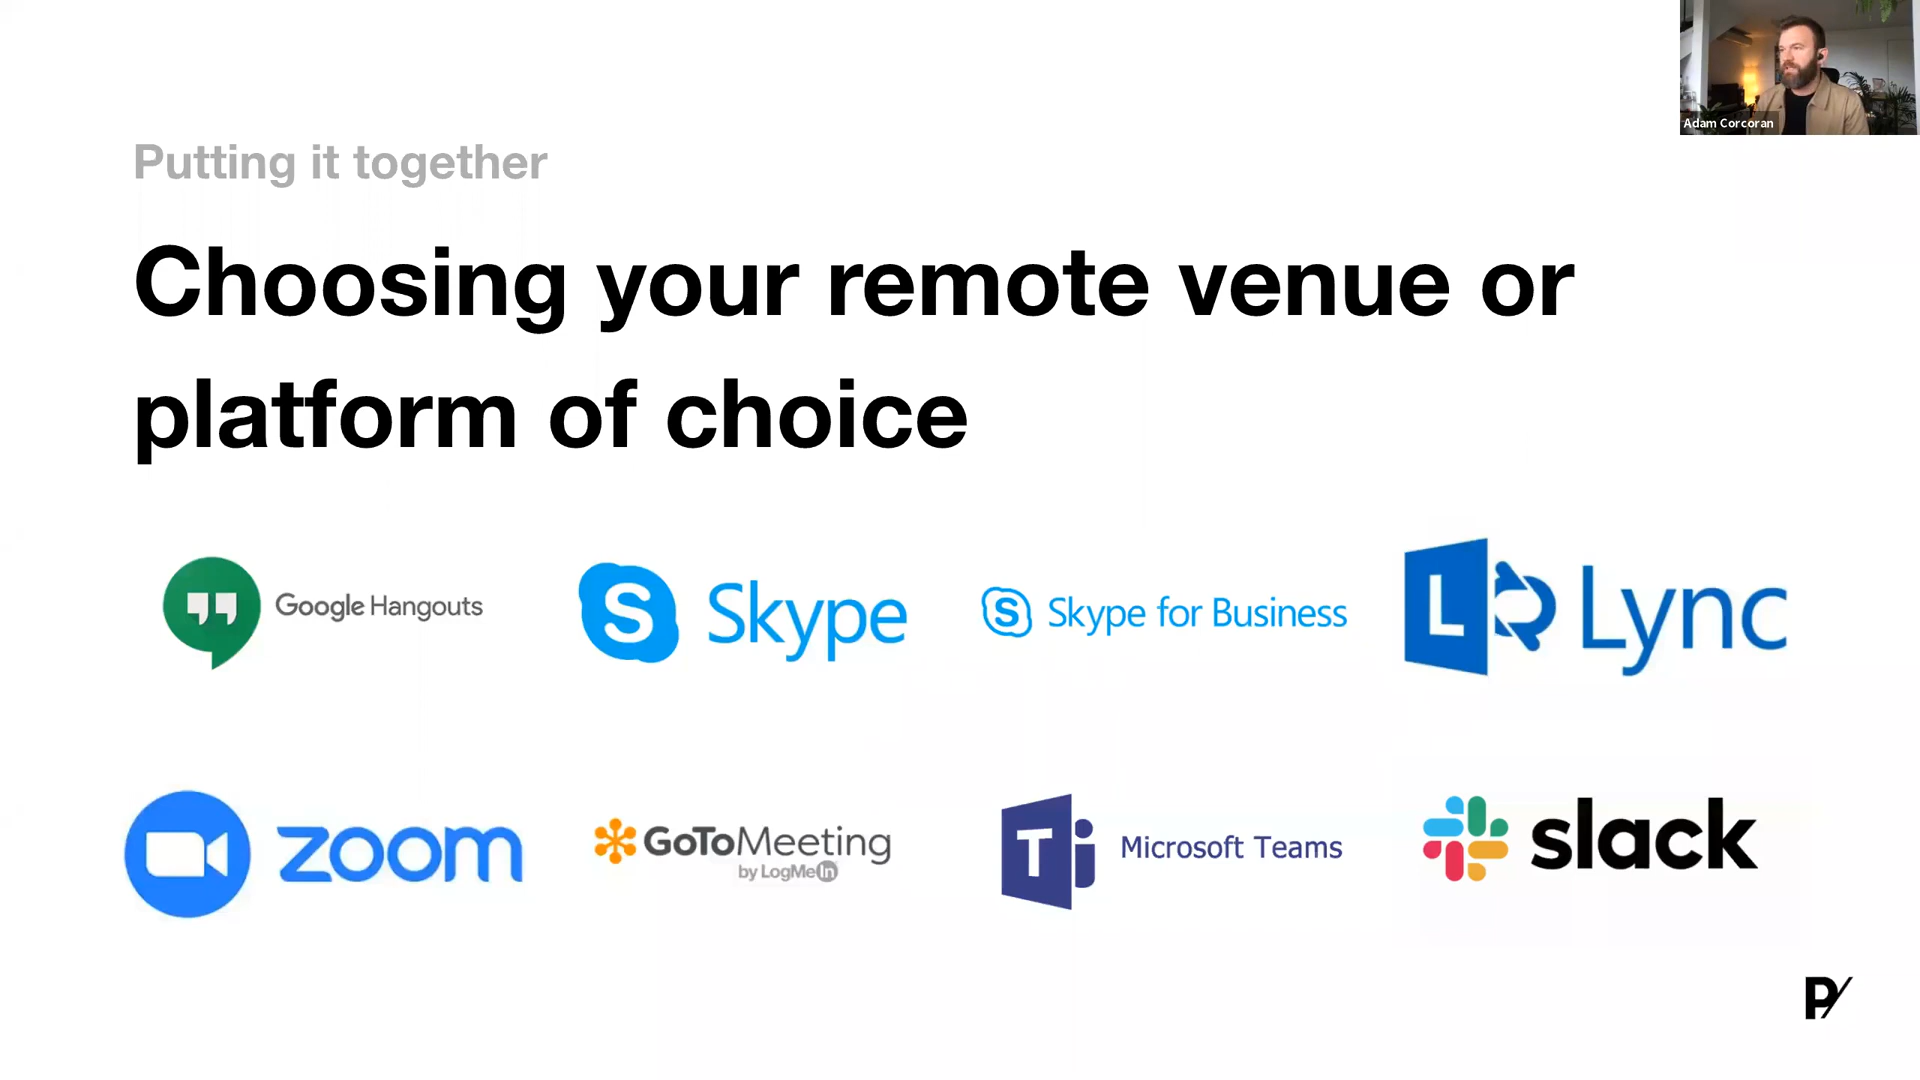 Adam Corcoran
Putting it together
Choosing your remote venue or
platform of choice
Google Hangouts
S Skype
S Skype for Business
L Lync
zoom
GoToMeeting
by LogMeIn
T Microsoft Teams
slack
P/